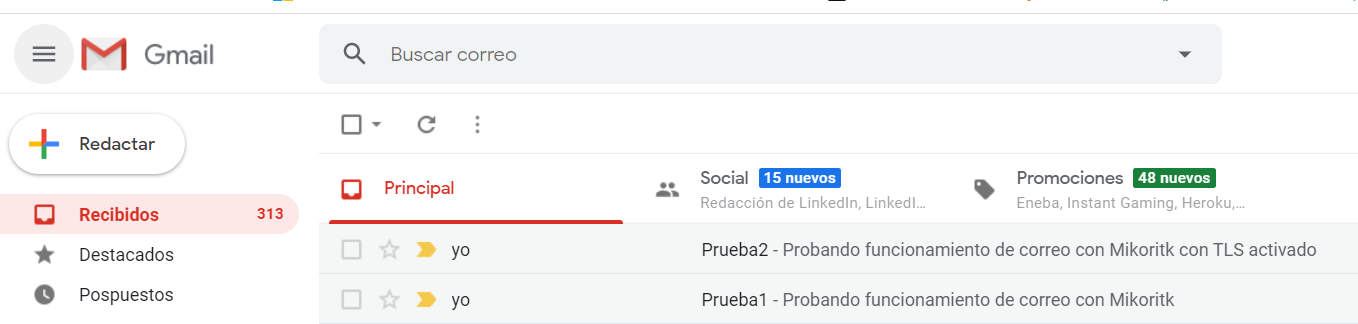 Gmail
Buscar correo
Redactar
Principal
Social 15 nuevos
Redacción de LinkedIn, LinkedI...
Promociones 48 nuevos
Eneba, Instant Gaming, Heroku,...
Recibidos 313
Destacados
Pospuestos
yo Prueba2 - Probando funcionamiento de correo con Mikoritk con TLS activado
yo Prueba1 - Probando funcionamiento de correo con Mikoritk